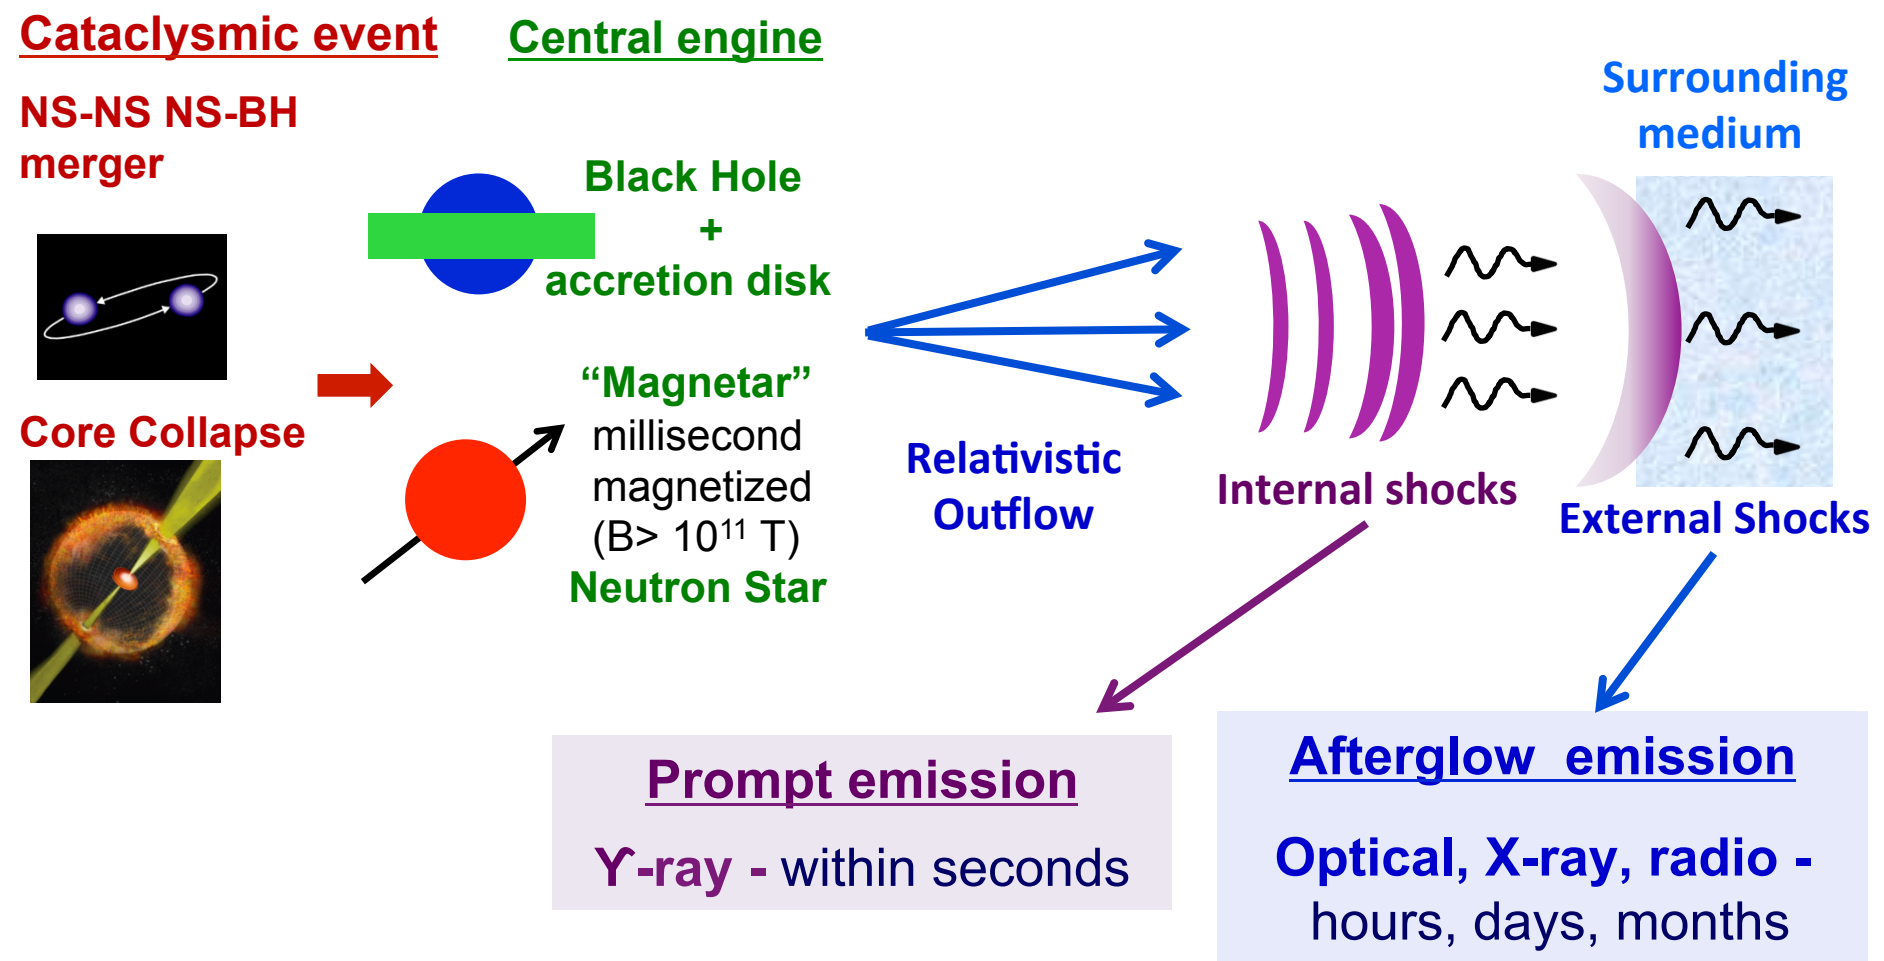 Cataclysmic event
NS-NS NS-BH
merger
Core Collapse
Central engine
Black Hole
+
accretion disk
“Magnetar”
millisecond
magnetized
(B> 10¹¹ T)
Neutron Star
Relativistic
Outflow
Internal shocks
Surrounding
medium
External Shocks
Prompt emission
ϒ-ray - within seconds
Afterglow emission
Optical, X-ray, radio -
hours, days, months